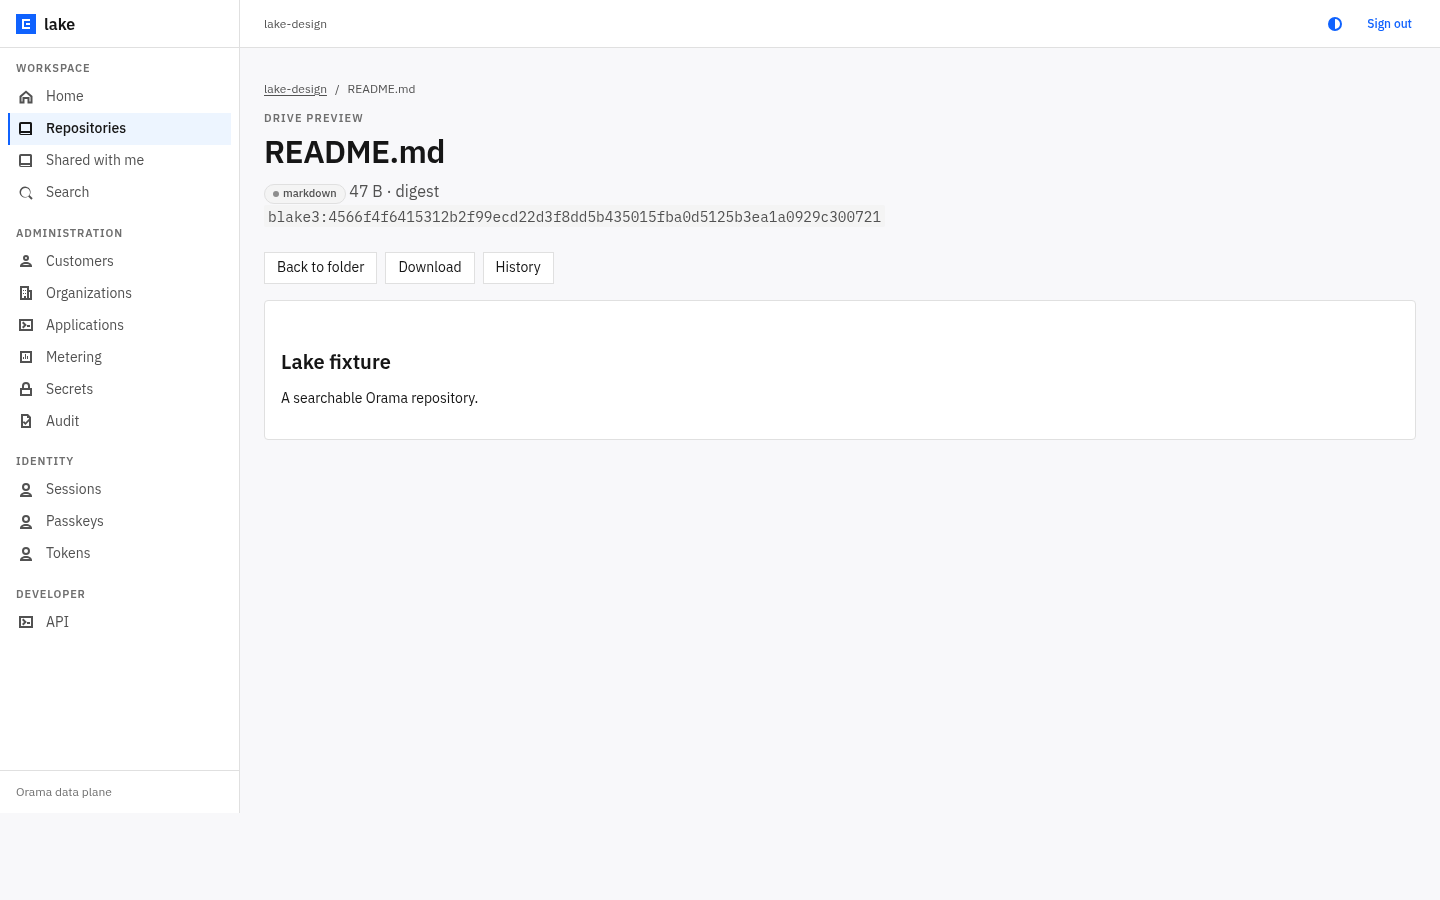 lake
lake-design
Sign out
WORKSPACE
Home
Repositories
Shared with me
Search
ADMINISTRATION
Customers
Organizations
Applications
Metering
Secrets
Audit
IDENTITY
Sessions
Passkeys
Tokens
DEVELOPER
API
Orama data plane
lake-design / README.md
DRIVE PREVIEW
README.md
markdown 47 B · digest
blake3:4566f4f6415312b2f99ecd22d3f8dd5b435015fba0d5125b3ea1a0929c300721
Back to folder Download History
Lake fixture
A searchable Orama repository.